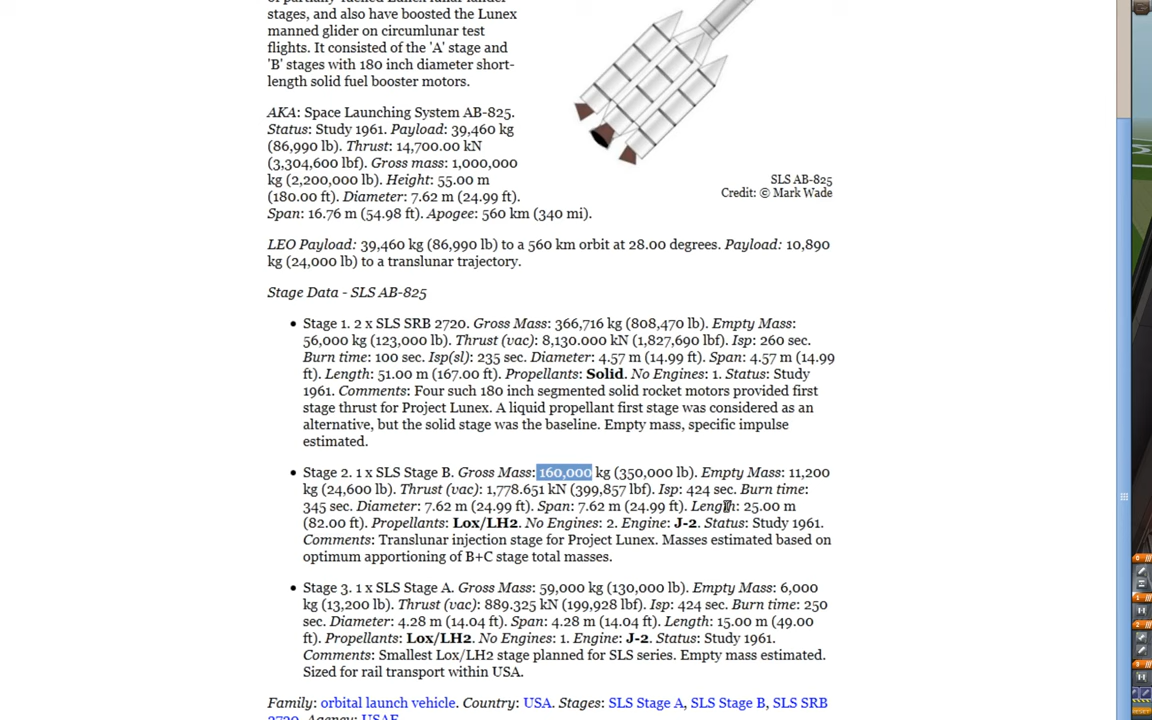 of partially-fueled Lunex lunar lander
stages, and also have boosted the Lunex
manned glider on circumlunar test
flights. It consisted of the 'A' stage and
'B' stages with 180 inch diameter short-
length solid fuel booster motors.
AKA: Space Launching System AB-825.
Status: Study 1961. Payload: 39,460 kg
(86,990 lb). Thrust: 14,700.00 kN
(3,304,600 lbf). Gross mass: 1,000,000
kg (2,200,000 lb). Height: 55.00 m
(180.00 ft). Diameter: 7.62 m (24.99 ft).
Span: 16.76 m (54.98 ft). Apogee: 560 km (340 mi).
SLS AB-825
Credit: © Mark Wade
LEO Payload: 39,460 kg (86,990 lb) to a 560 km orbit at 28.00 degrees. Payload: 10,890
kg (24,000 lb) to a translunar trajectory.
Stage Data - SLS AB-825
• Stage 1. 2 x SLS SRB 2720. Gross Mass: 366,716 kg (808,470 lb). Empty Mass:
56,000 kg (123,000 lb). Thrust (vac): 8,130.000 kN (1,827,690 lbf). Isp: 260 sec.
Burn time: 100 sec. Isp(sl): 235 sec. Diameter: 4.57 m (14.99 ft). Span: 4.57 m (14.99
ft). Length: 51.00 m (167.00 ft). Propellants: Solid. No Engines: 1. Status: Study
1961. Comments: Four such 180 inch segmented solid rocket motors provided first
stage thrust for Project Lunex. A liquid propellant first stage was considered as an
alternative, but the solid stage was the baseline. Empty mass, specific impulse
estimated.
• Stage 2. 1 x SLS Stage B. Gross Mass: 160,000 kg (350,000 lb). Empty Mass: 11,200
kg (24,600 lb). Thrust (vac): 1,778.651 kN (399,857 lbf). Isp: 424 sec. Burn time:
345 sec. Diameter: 7.62 m (24.99 ft). Span: 7.62 m (24.99 ft). Length: 25.00 m
(82.00 ft). Propellants: Lox/LH2. No Engines: 2. Engine: J-2. Status: Study 1961.
Comments: Translunar injection stage for Project Lunex. Masses estimated based on
optimum apportioning of B+C stage total masses.
• Stage 3. 1 x SLS Stage A. Gross Mass: 59,000 kg (130,000 lb). Empty Mass: 6,000
kg (13,200 lb). Thrust (vac): 889.325 kN (199,928 lbf). Isp: 424 sec. Burn time: 250
sec. Diameter: 4.28 m (14.04 ft). Span: 4.28 m (14.04 ft). Length: 15.00 m (49.00
ft). Propellants: Lox/LH2. No Engines: 1. Engine: J-2. Status: Study 1961.
Comments: Smallest Lox/LH2 stage planned for SLS series. Empty mass estimated.
Sized for rail transport within USA.
Family: orbital launch vehicle. Country: USA. Stages: SLS Stage A, SLS Stage B, SLS SRB
2720. Agency: USAF.